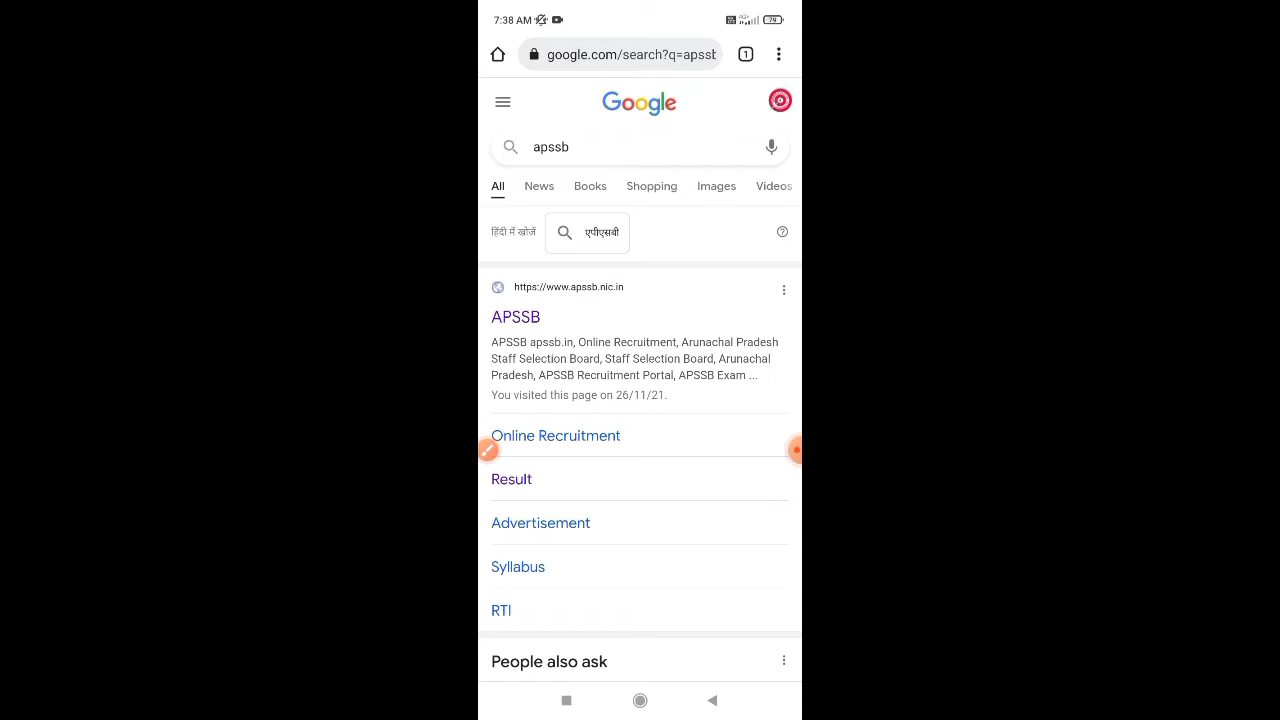 7:38 AM
79
google.com/search?q=apssb
1
Google
apssb
All News Books Shopping Images Videos
हिंदी में खोजें एपीएसबी
https://www.apssb.nic.in
APSSB
APSSB apssb.in, Online Recruitment, Arunachal Pradesh
Staff Selection Board, Staff Selection Board, Arunachal
Pradesh, APSSB Recruitment Portal, APSSB Exam ...
You visited this page on 26/11/21.
Online Recruitment
Result
Advertisement
Syllabus
RTI
People also ask